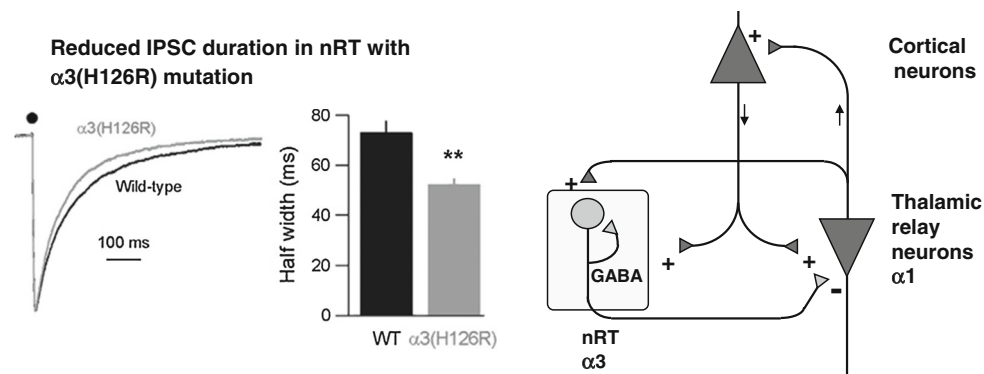 Reduced IPSC duration in nRT with
α3(H126R) mutation
α3(H126R)
Wild-type
100 ms
Half width (ms)
80
60
40
20
0
**
WT α3(H126R)
+
Cortical
neurons
+
Thalamic
relay
neurons
α1
GABA
+
+
-
nRT
α3